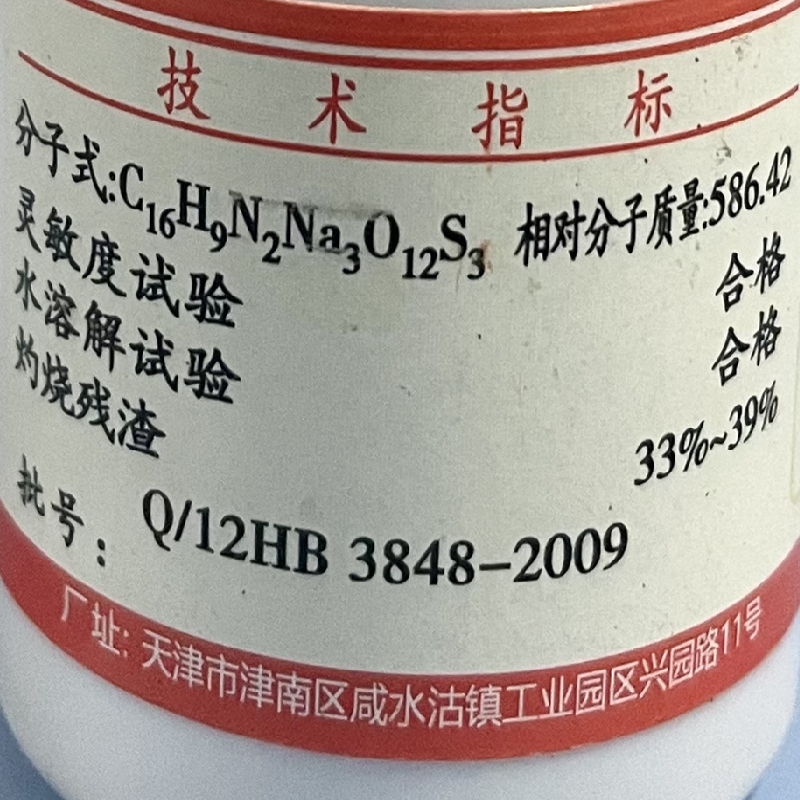 技术指标
分子式:C₁₆H₉N₂Na₃O₁₂S₃ 相对分子质量:586.42
灵敏度试验 合格
水溶解试验 合格
灼烧残渣 33%~39%
批号: Q/12HB 3848-2009
厂址: 天津市津南区咸水沽镇工业园区兴园路11号